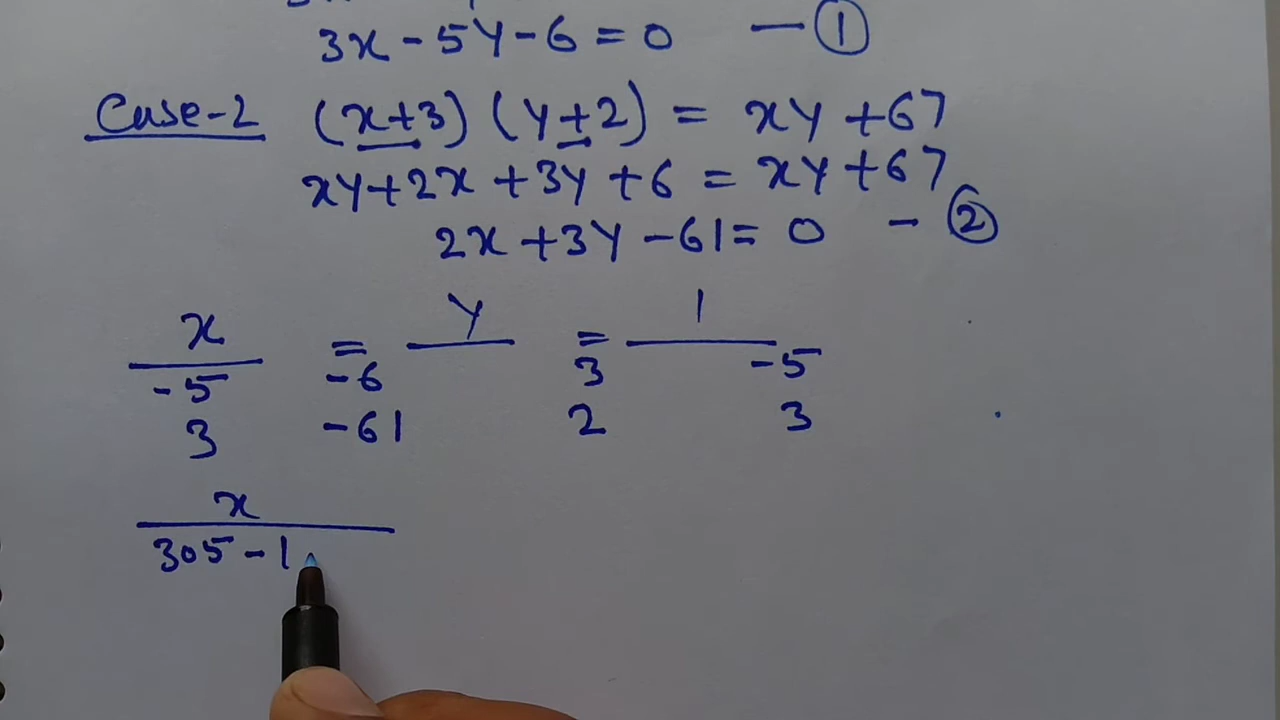 3x - 5y - 6 = 0 — ①
Case-2 (x+3) (y+2) = xy + 67
xy + 2x + 3y + 6 = xy + 67
2x + 3y - 61 = 0 - ②
x = y = 1
-5 -6 3 -5
3 -61 2 3
x
305 - 1